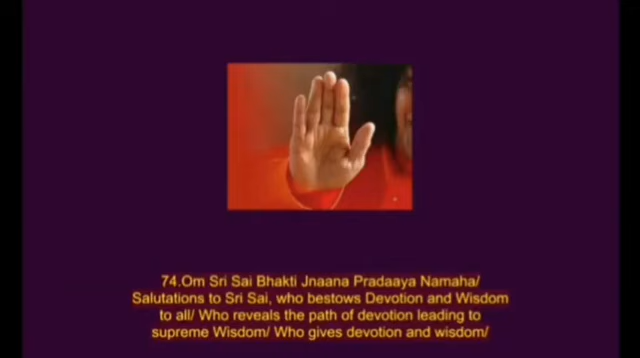 74.Om Sri Sai Bhakti Jnaana Pradaaya Namaha/
Salutations to Sri Sai, who bestows Devotion and Wisdom
to all/ Who reveals the path of devotion leading to
supreme Wisdom/ Who gives devotion and wisdom/